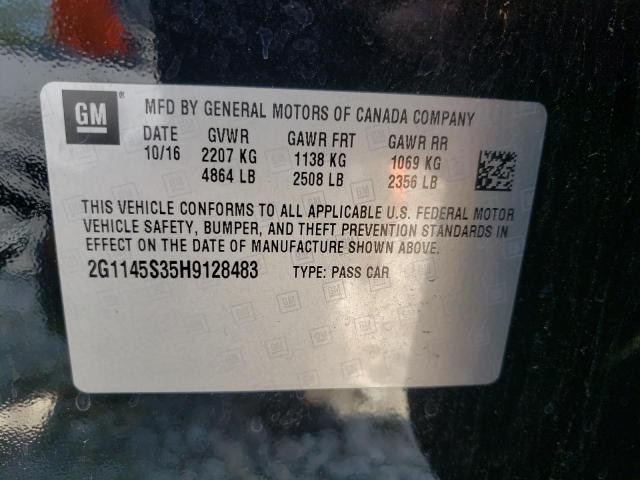 GM ® MFD BY GENERAL MOTORS OF CANADA COMPANY
DATE GVWR GAWR FRT GAWR RR
10/16 2207 KG 1138 KG 1069 KG
4864 LB 2508 LB 2356 LB
THIS VEHICLE CONFORMS TO ALL APPLICABLE U.S. FEDERAL MOTOR
VEHICLE SAFETY, BUMPER, AND THEFT PREVENTION STANDARDS IN
EFFECT ON THE DATE OF MANUFACTURE SHOWN ABOVE.
2G1145S35H9128483 TYPE: PASS CAR